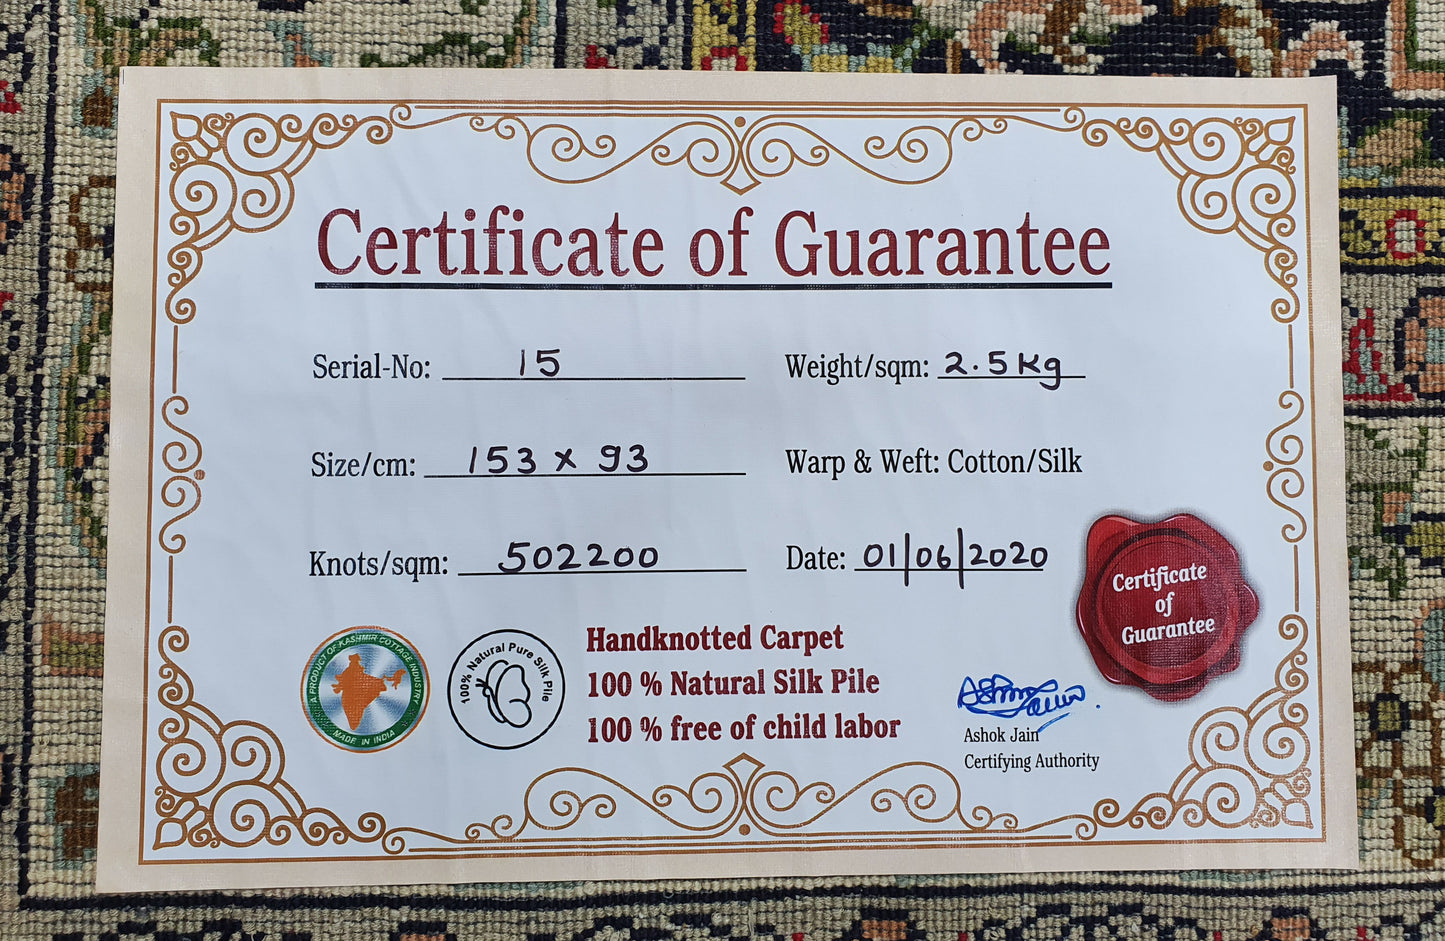 Certificate of Guarantee
Serial-No: 15
Weight/sqm: 2.5 Kg
Size/cm: 153 x 93
Warp & Weft: Cotton/Silk
Knots/sqm: 502200
Date: 01/06/2020
Certificate
of
Guarantee
A PRODUCT OF KASHMIR COTTAGE INDUSTRY
MADE IN INDIA
100% Natural Pure Silk Pile
Handknotted Carpet
100 % Natural Silk Pile
100 % free of child labor
Ashok Jain
Certifying Authority